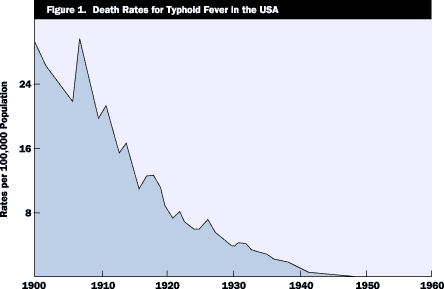 Figure 1. Death Rates for Typhoid Fever in the USA
Rates per 100,000 Population
24
16
8
1900 1910 1920 1930 1940 1950 1960